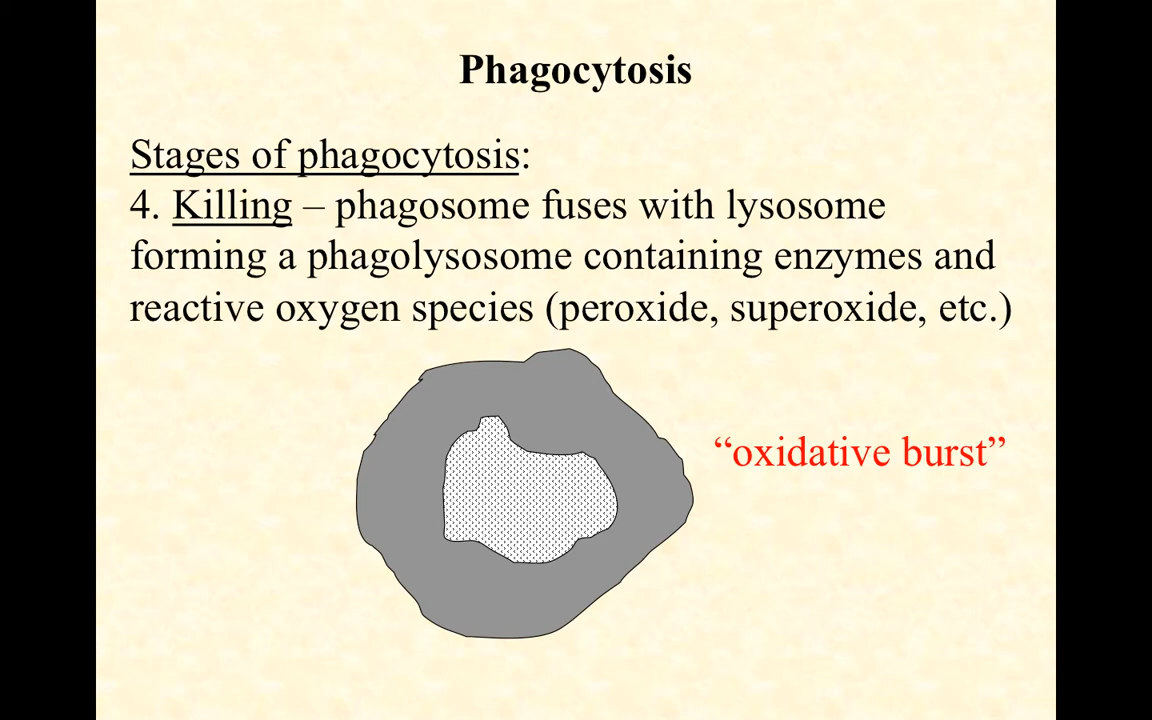 Phagocytosis
Stages of phagocytosis:
4. Killing – phagosome fuses with lysosome
forming a phagolysosome containing enzymes and
reactive oxygen species (peroxide, superoxide, etc.)
“oxidative burst”